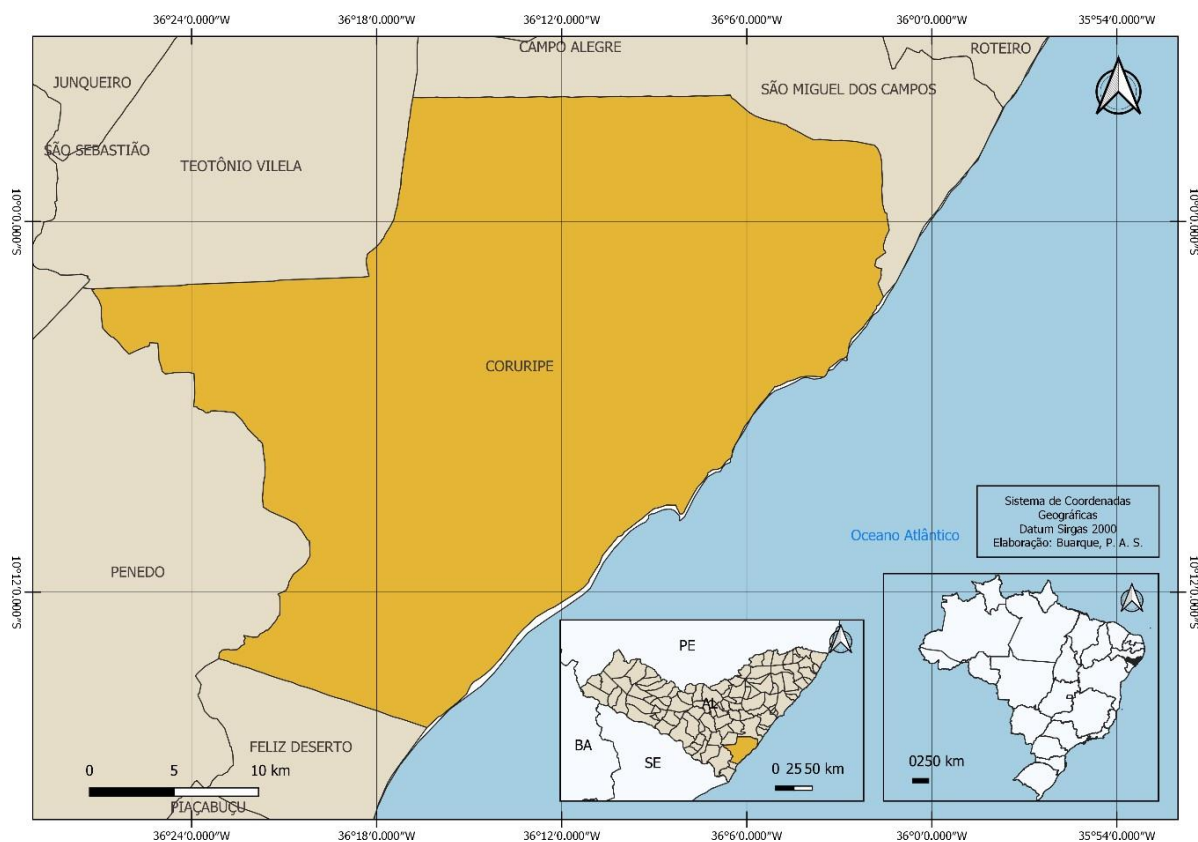 36°24'0.000"W 36°18'0.000"W 36°12'0.000"W 36°6'0.000"W 36°0'0.000"W 35°54'0.000"W
CAMPO ALEGRE
ROTEIRO
JUNQUEIRO
SÃO MIGUEL DOS CAMPOS
SÃO SEBASTIÃO
TEOTÔNIO VILELA
10°0'0.000"S
10°0'0.000"S
CORURIPE
Sistema de Coordenadas
Geográficas
Datum Sirgas 2000
Elaboração: Buarque, P. A. S.
Oceano Atlântico
PENEDO
10°12'0.000"S
10°12'0.000"S
PE
AL
BA
SE
0 25 50 km
0250 km
FELIZ DESERTO
0 5 10 km
PIAÇABUÇU
36°24'0.000"W 36°18'0.000"W 36°12'0.000"W 36°6'0.000"W 36°0'0.000"W 35°54'0.000"W